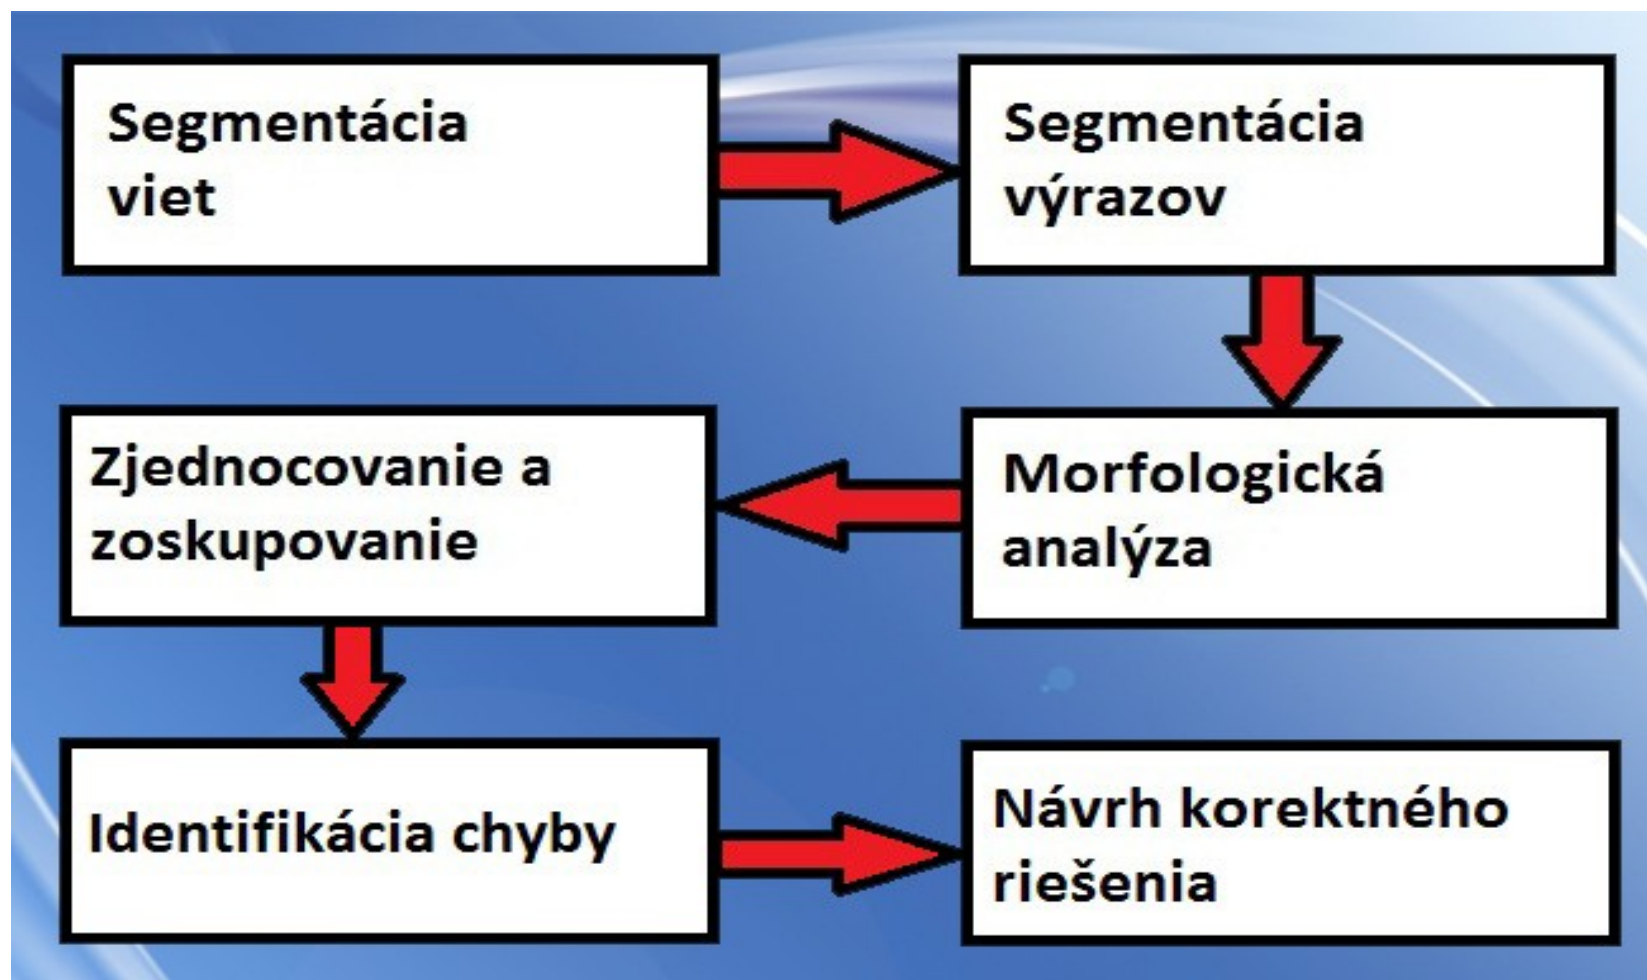 Segmentácia
viet
Segmentácia
výrazov
Morfologická
analýza
Zjednocovanie a
zoskupovanie
Identifikácia chyby
Návrh korektného
riešenia